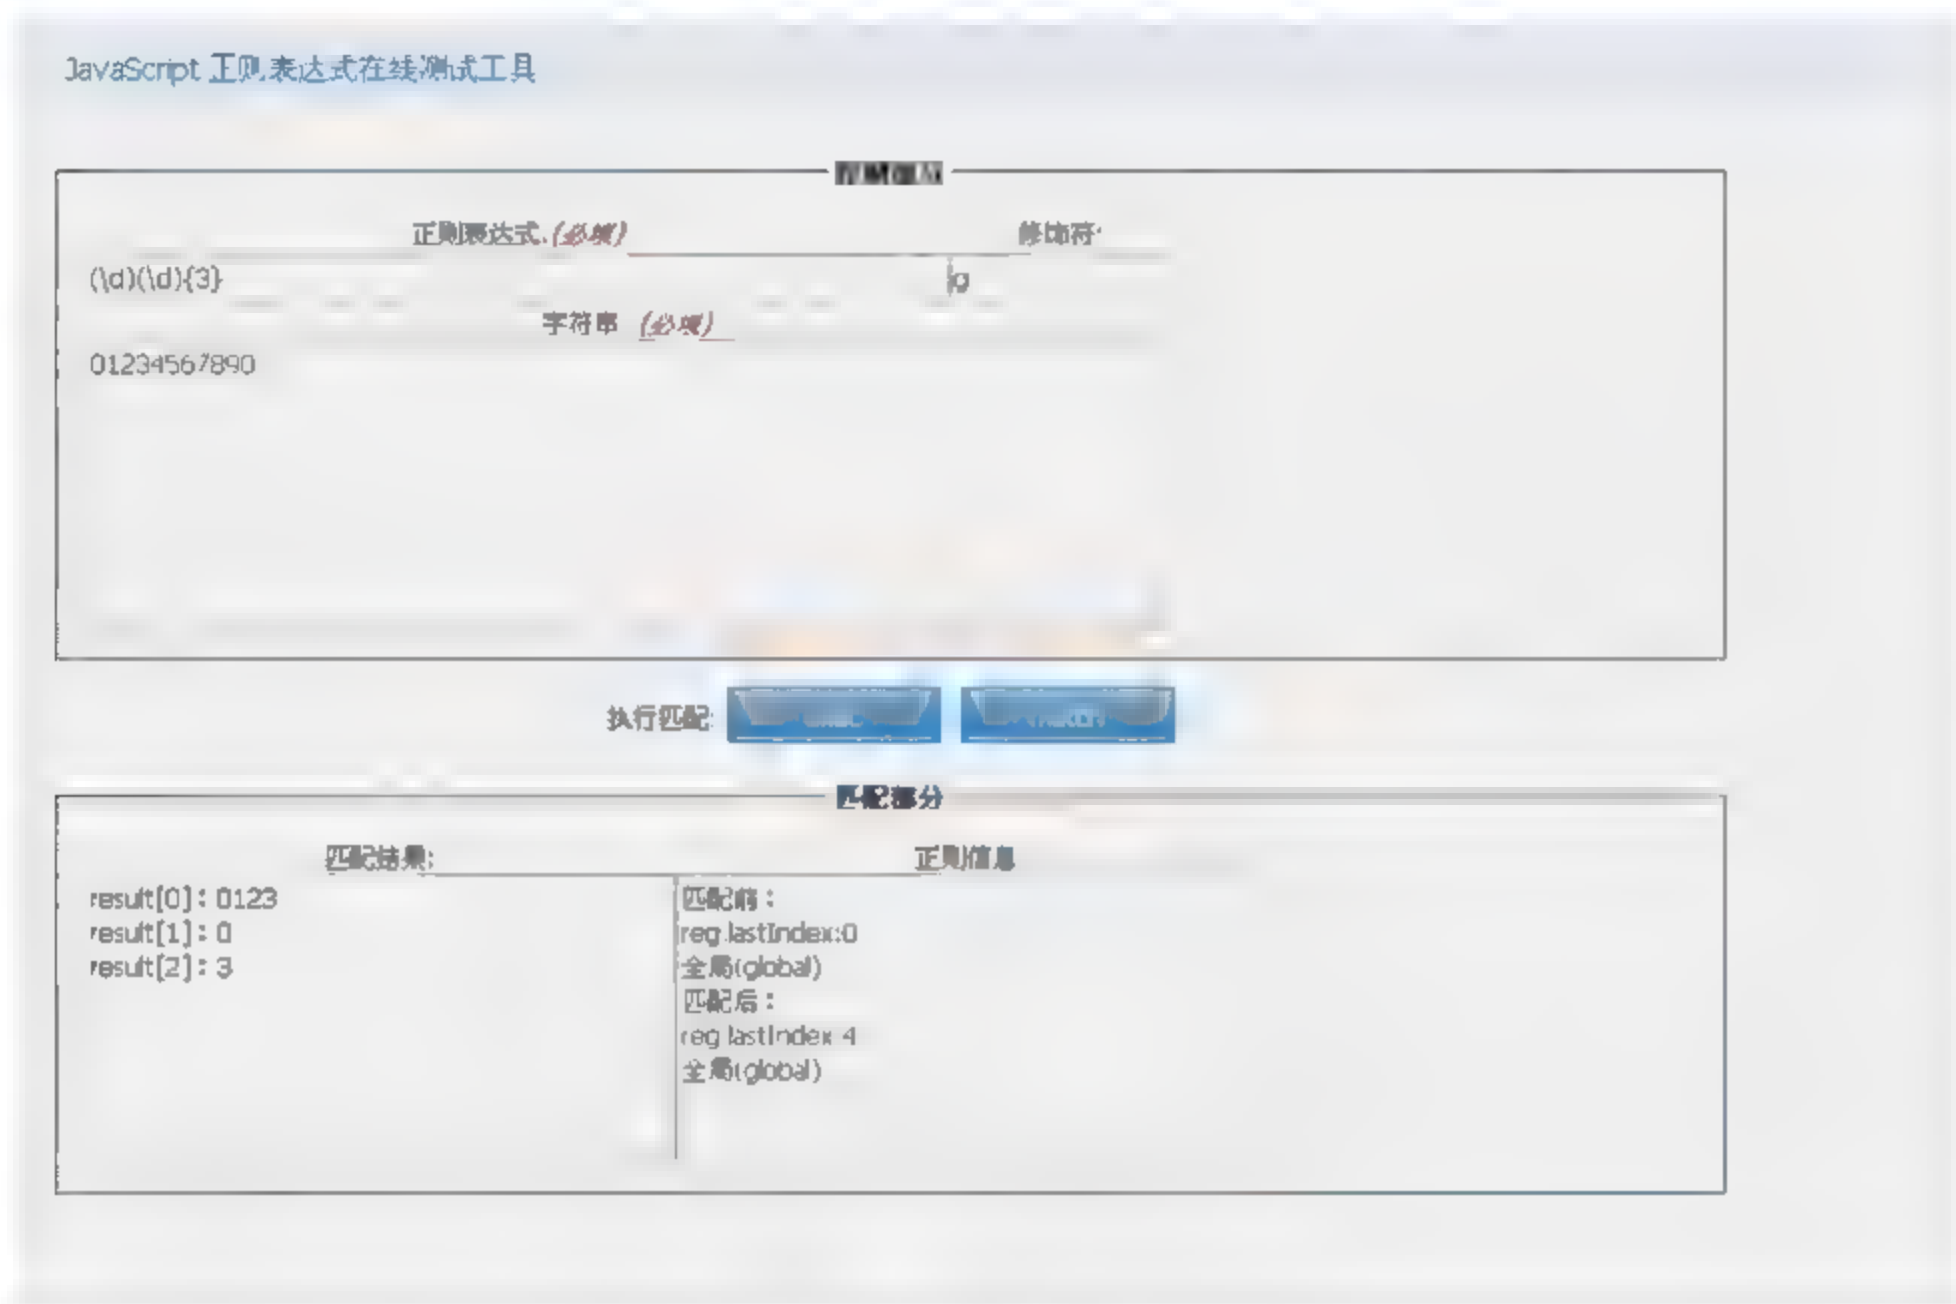 JavaScript 正则表达式在线测试工具
正则表达式:(必填) 修饰符:
(\d)(\d){3} g
字符串 (必填)
01234567890
执行匹配:
匹配部分
匹配结果: 正则信息
result[0]：0123 匹配前：
result[1]：0 reg.lastIndex:0
result[2]：3 全局(global)
匹配后：
reg.lastIndex:4
全局(global)